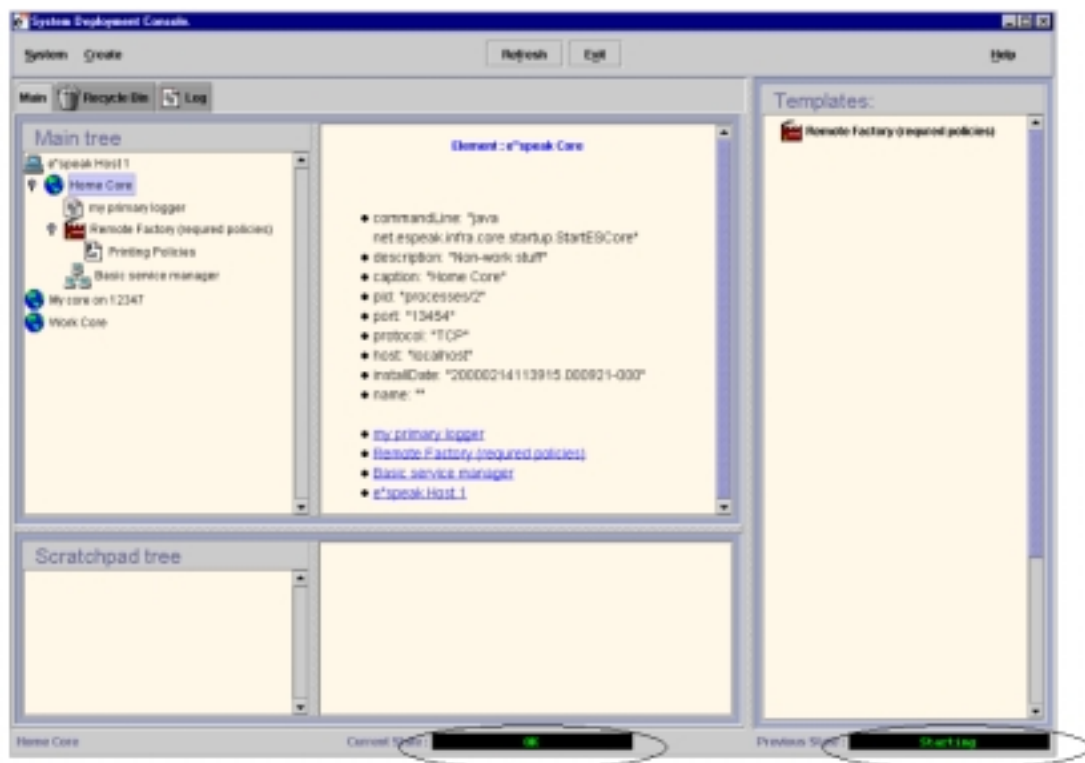 System Deployment Console.
System Create Refresh Exit Help
Main Recycle Bin Log
Main tree
e*speak Host 1
Home Core
my primary logger
Remote Factory (required policies)
Printing Policies
Basic service manager
My core on 12347
Work Core
Element : e*speak Core
commandLine: "java
net.espeak.infra.core.startup.StartESCore"
description: "Non-work stuff"
caption: "Home Core"
pid: "processes/2"
port: "13454"
protocol: "TCP"
host: "localhost"
installDate: "20000214113915.000921-000"
name: ""
my primary logger
Remote Factory (required policies)
Basic service manager
e*speak Host 1
Templates:
Remote Factory (required policies)
Scratchpad tree
Home Core
Current State: OK
Previous State: Starting